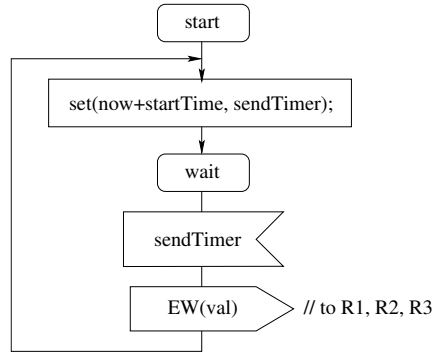 start
set(now+startTime, sendTimer);
wait
sendTimer
EW(val) // to R1, R2, R3